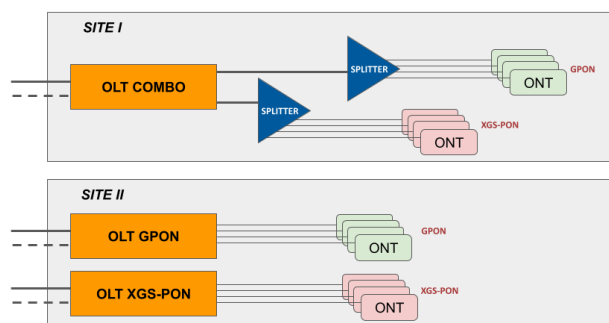 SITE I
OLT COMBO
SPLITTER
SPLITTER
ONT
GPON
ONT
XGS-PON
SITE II
OLT GPON
ONT
GPON
OLT XGS-PON
ONT
XGS-PON